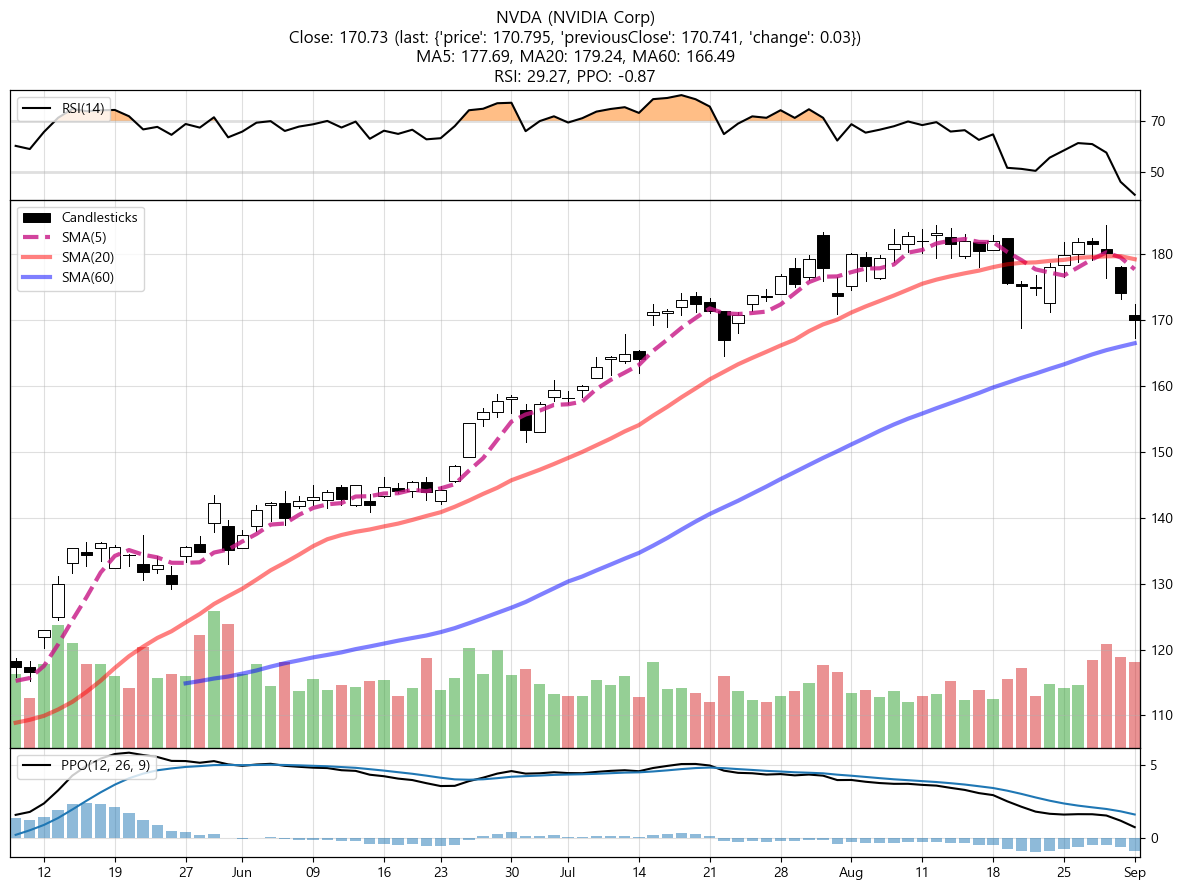 NVDA (NVIDIA Corp)
Close: 170.73 (last: {'price': 170.795, 'previousClose': 170.741, 'change': 0.03})
MA5: 177.69, MA20: 179.24, MA60: 166.49
RSI: 29.27, PPO: -0.87
RSI(14)
70
50
Candlesticks
SMA(5)
SMA(20)
SMA(60)
180
170
160
150
140
130
120
110
PPO(12, 26, 9)
5
0
12 19 27 Jun 09 16 23 30 Jul 14 21 28 Aug 11 18 25 Sep